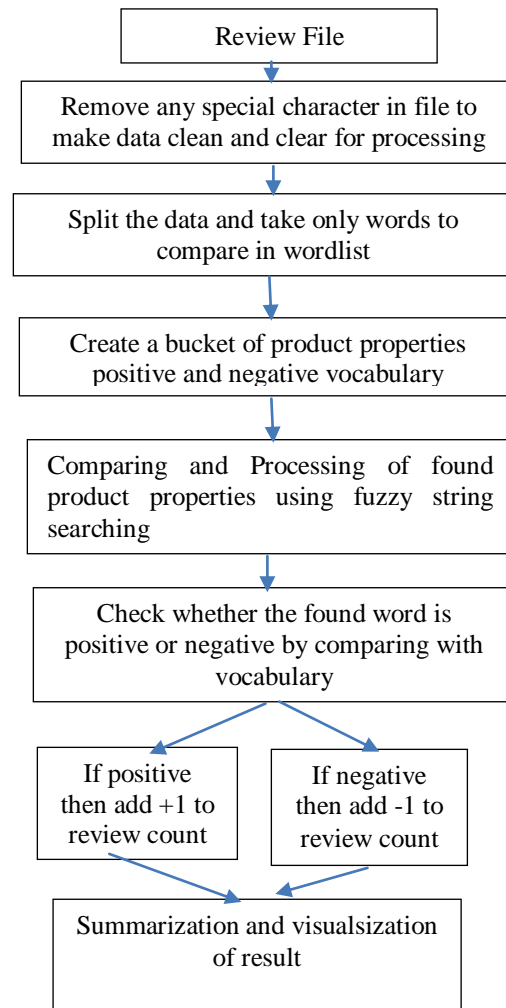 Review File
Remove any special character in file to
make data clean and clear for processing
Split the data and take only words to
compare in wordlist
Create a bucket of product properties
positive and negative vocabulary
Comparing and Processing of found
product properties using fuzzy string
searching
Check whether the found word is
positive or negative by comparing with
vocabulary
If positive
then add +1 to
review count
If negative
then add -1 to
review count
Summarization and visualsization
of result